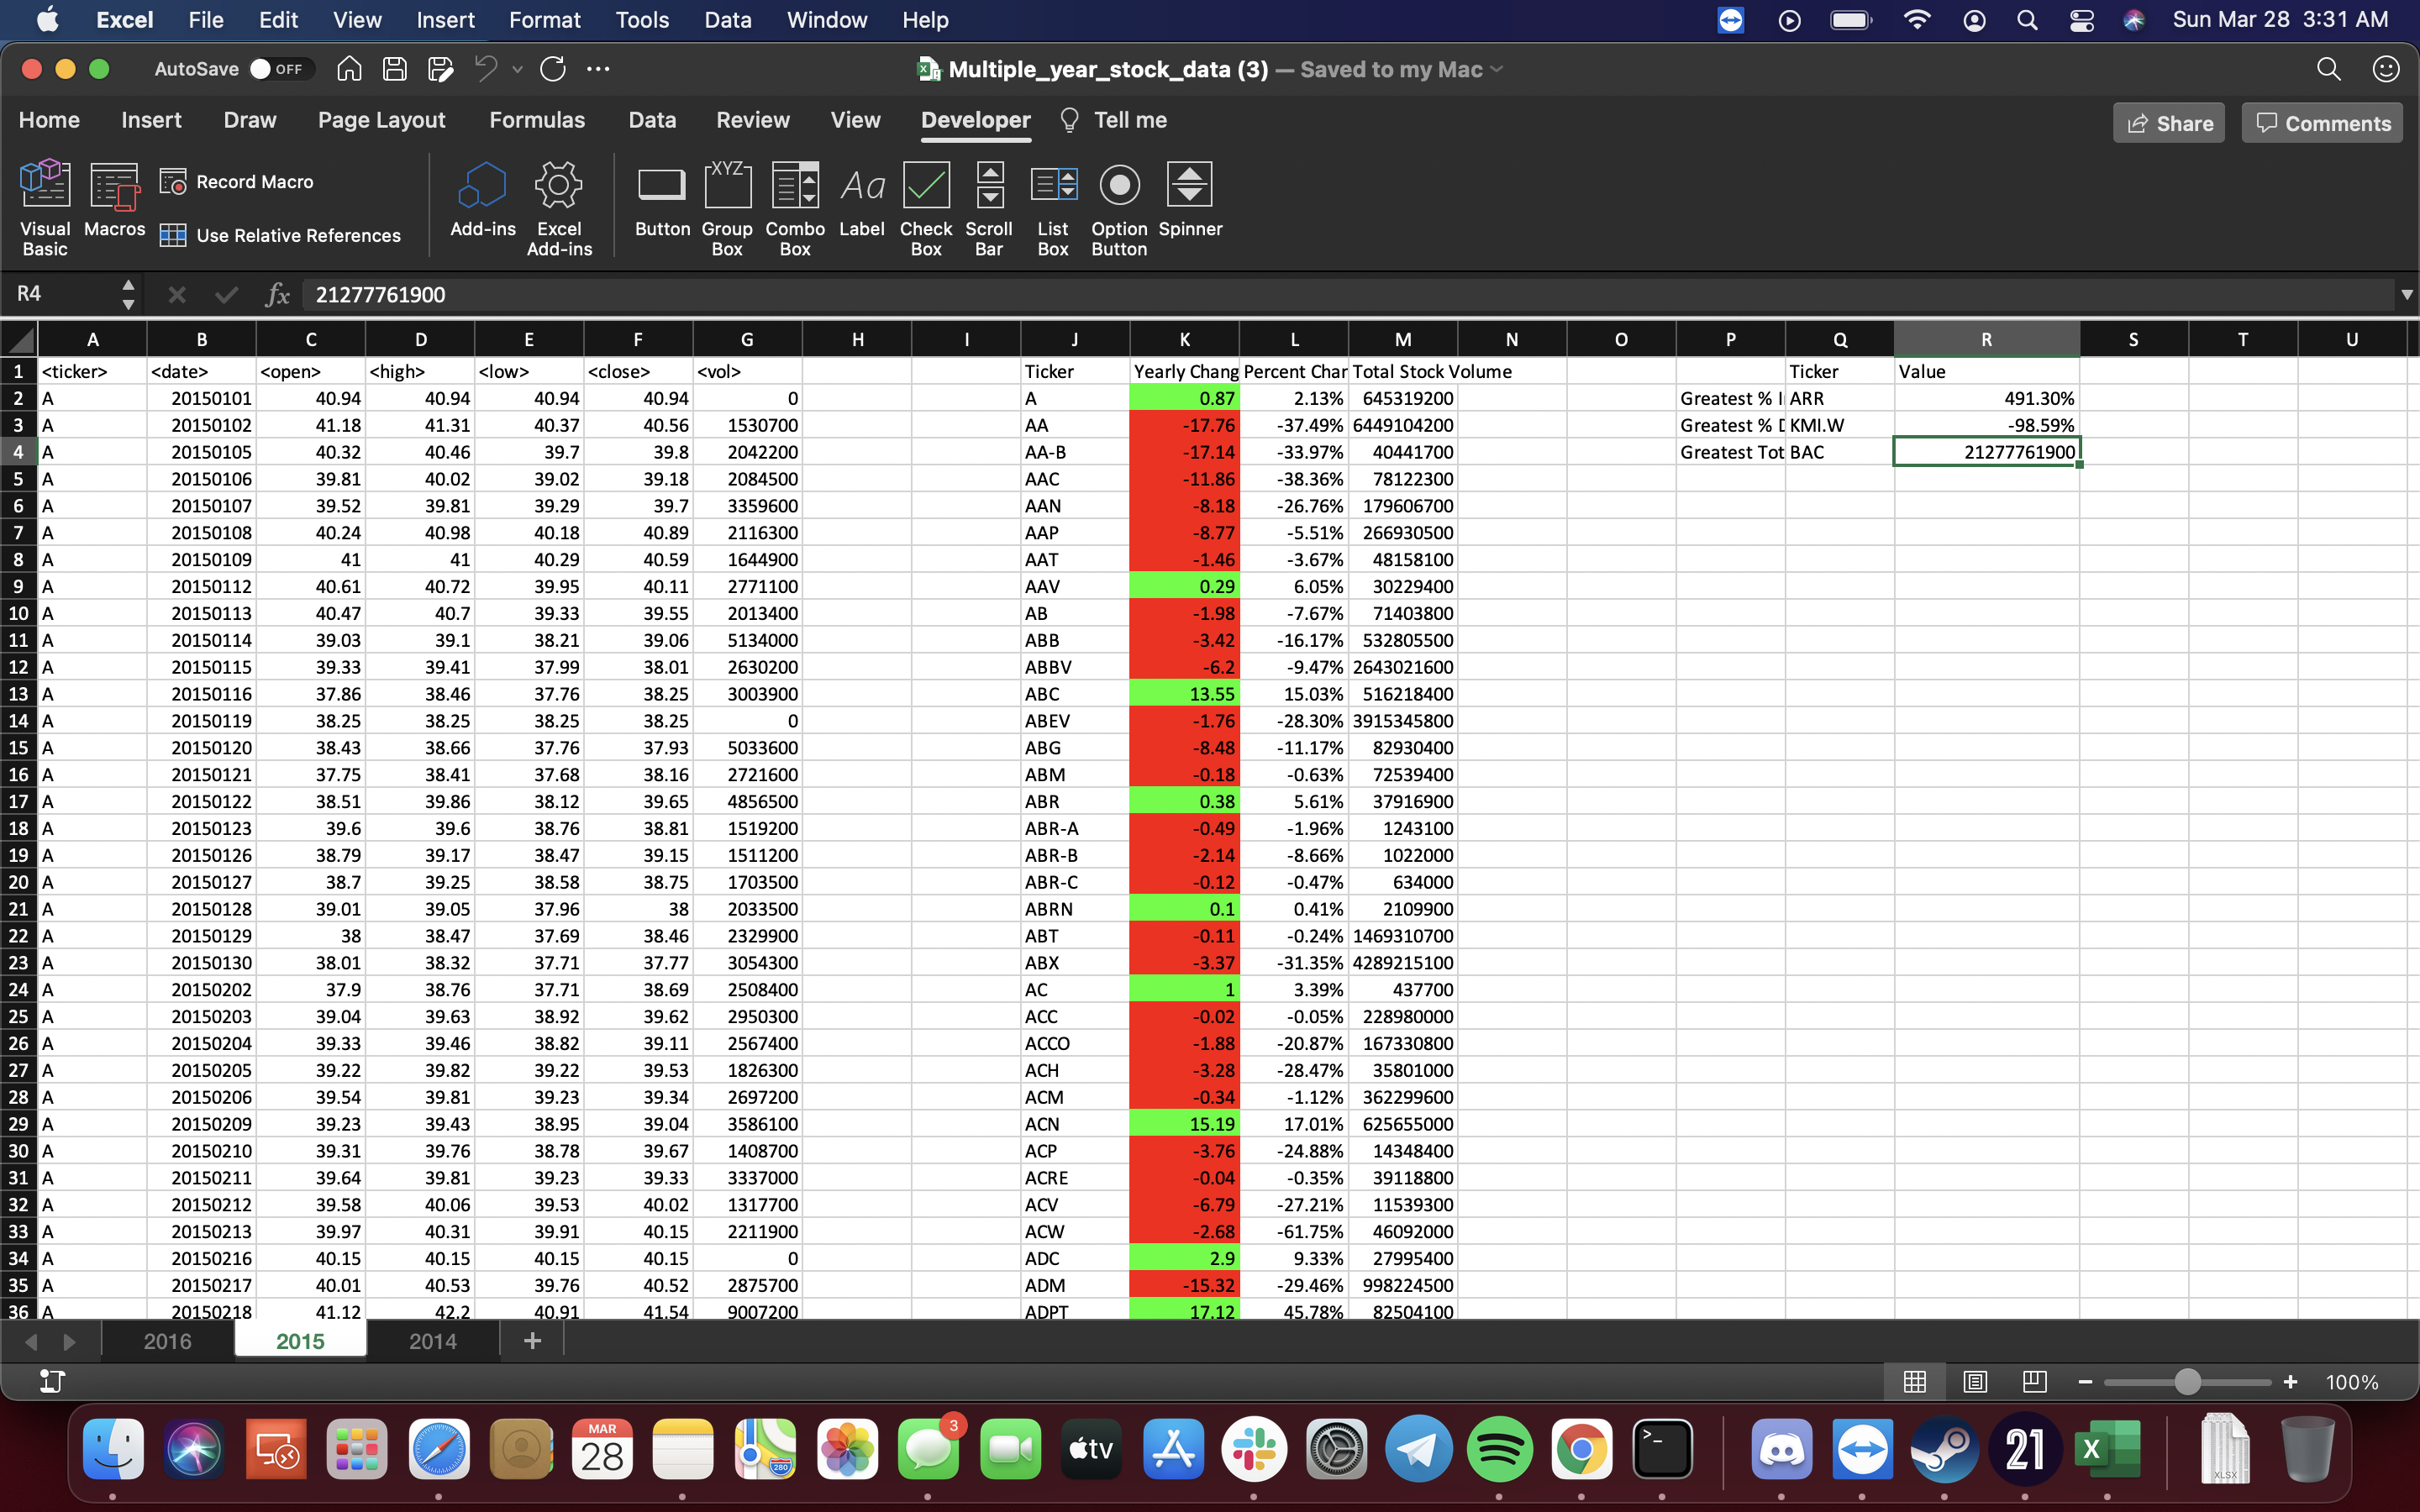 Excel File Edit View Insert Format Tools Data Window Help Sun Mar 28 3:31 AM
AutoSave OFF Multiple_year_stock_data (3) — Saved to my Mac
Home Insert Draw Page Layout Formulas Data Review View Developer Tell me Share Comments
Visual Basic Macros Record Macro Use Relative References Add-ins Excel Add-ins Button XYZ Group Box Combo Box Aa Label Check Box Scroll Bar List Box Option Button Spinner
R4 fx 21277761900
A B C D E F G H I J K L M N O P Q R S T U
1 <ticker> <date> <open> <high> <low> <close> <vol> Ticker Yearly Chang Percent Char Total Stock Volume Ticker Value
2 A 20150101 40.94 40.94 40.94 40.94 0 A 0.87 2.13% 645319200 Greatest % I ARR 491.30%
3 A 20150102 41.18 41.31 40.37 40.56 1530700 AA -17.76 -37.49% 6449104200 Greatest % D KMI.W -98.59%
4 A 20150105 40.32 40.46 39.7 39.8 2042200 AA-B -17.14 -33.97% 40441700 Greatest Tot BAC 21277761900
5 A 20150106 39.81 40.02 39.02 39.18 2084500 AAC -11.86 -38.36% 78122300
6 A 20150107 39.52 39.81 39.29 39.7 3359600 AAN -8.18 -26.76% 179606700
7 A 20150108 40.24 40.98 40.18 40.89 2116300 AAP -8.77 -5.51% 266930500
8 A 20150109 41 41 40.29 40.59 1644900 AAT -1.46 -3.67% 48158100
9 A 20150112 40.61 40.72 39.95 40.11 2771100 AAV 0.29 6.05% 30229400
10 A 20150113 40.47 40.7 39.33 39.55 2013400 AB -1.98 -7.67% 71403800
11 A 20150114 39.03 39.1 38.21 39.06 5134000 ABB -3.42 -16.17% 532805500
12 A 20150115 39.33 39.41 37.99 38.01 2630200 ABBV -6.2 -9.47% 2643021600
13 A 20150116 37.86 38.46 37.76 38.25 3003900 ABC 13.55 15.03% 516218400
14 A 20150119 38.25 38.25 38.25 38.25 0 ABEV -1.76 -28.30% 3915345800
15 A 20150120 38.43 38.66 37.76 37.93 5033600 ABG -8.48 -11.17% 82930400
16 A 20150121 37.75 38.41 37.68 38.16 2721600 ABM -0.18 -0.63% 72539400
17 A 20150122 38.51 39.86 38.12 39.65 4856500 ABR 0.38 5.61% 37916900
18 A 20150123 39.6 39.6 38.76 38.81 1519200 ABR-A -0.49 -1.96% 1243100
19 A 20150126 38.79 39.17 38.47 39.15 1511200 ABR-B -2.14 -8.66% 1022000
20 A 20150127 38.7 39.25 38.58 38.75 1703500 ABR-C -0.12 -0.47% 634000
21 A 20150128 39.01 39.05 37.96 38 2033500 ABRN 0.1 0.41% 2109900
22 A 20150129 38 38.47 37.69 38.46 2329900 ABT -0.11 -0.24% 1469310700
23 A 20150130 38.01 38.32 37.71 37.77 3054300 ABX -3.37 -31.35% 4289215100
24 A 20150202 37.9 38.76 37.71 38.69 2508400 AC 1 3.39% 437700
25 A 20150203 39.04 39.63 38.92 39.62 2950300 ACC -0.02 -0.05% 228980000
26 A 20150204 39.33 39.46 38.82 39.11 2567400 ACCO -1.88 -20.87% 167330800
27 A 20150205 39.22 39.82 39.22 39.53 1826300 ACH -3.28 -28.47% 35801000
28 A 20150206 39.54 39.81 39.23 39.34 2697200 ACM -0.34 -1.12% 362299600
29 A 20150209 39.23 39.43 38.95 39.04 3586100 ACN 15.19 17.01% 625655000
30 A 20150210 39.31 39.76 38.78 39.67 1408700 ACP -3.76 -24.88% 14348400
31 A 20150211 39.64 39.81 39.23 39.33 3337000 ACRE -0.04 -0.35% 39118800
32 A 20150212 39.58 40.06 39.53 40.02 1317700 ACV -6.79 -27.21% 11539300
33 A 20150213 39.97 40.31 39.91 40.15 2211900 ACW -2.68 -61.75% 46092000
34 A 20150216 40.15 40.15 40.15 40.15 0 ADC 2.9 9.33% 27995400
35 A 20150217 40.01 40.53 39.76 40.52 2875700 ADM -15.32 -29.46% 998224500
36 A 20150218 41.12 42.2 40.91 41.54 9007200 ADPT 17.12 45.78% 82504100
2016 2015 2014 +
100%
MAR 28 280 3 tv >_ 21 X XLSX